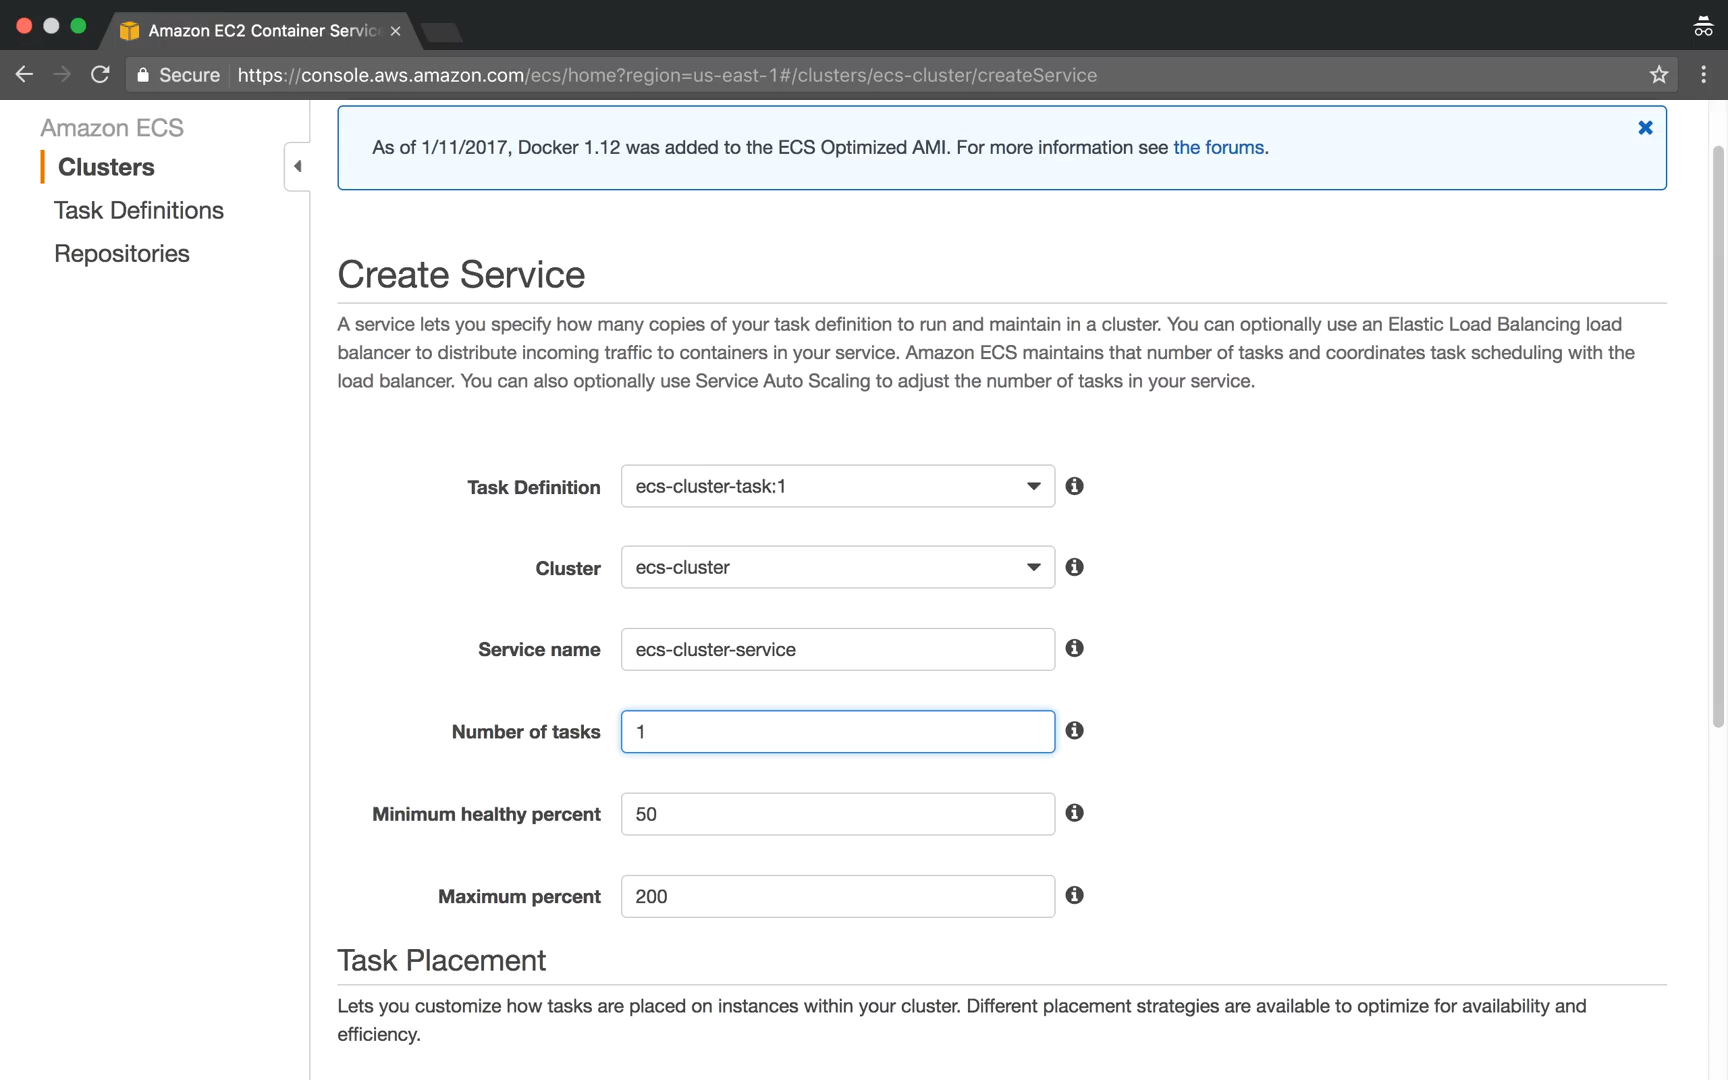 Amazon EC2 Container Servic
Secure https://console.aws.amazon.com/ecs/home?region=us-east-1#/clusters/ecs-cluster/createService
Amazon ECS
Clusters
Task Definitions
Repositories
As of 1/11/2017, Docker 1.12 was added to the ECS Optimized AMI. For more information see the forums.
Create Service
A service lets you specify how many copies of your task definition to run and maintain in a cluster. You can optionally use an Elastic Load Balancing load
balancer to distribute incoming traffic to containers in your service. Amazon ECS maintains that number of tasks and coordinates task scheduling with the
load balancer. You can also optionally use Service Auto Scaling to adjust the number of tasks in your service.
Task Definition ecs-cluster-task:1
Cluster ecs-cluster
Service name ecs-cluster-service
Number of tasks 1
Minimum healthy percent 50
Maximum percent 200
Task Placement
Lets you customize how tasks are placed on instances within your cluster. Different placement strategies are available to optimize for availability and
efficiency.